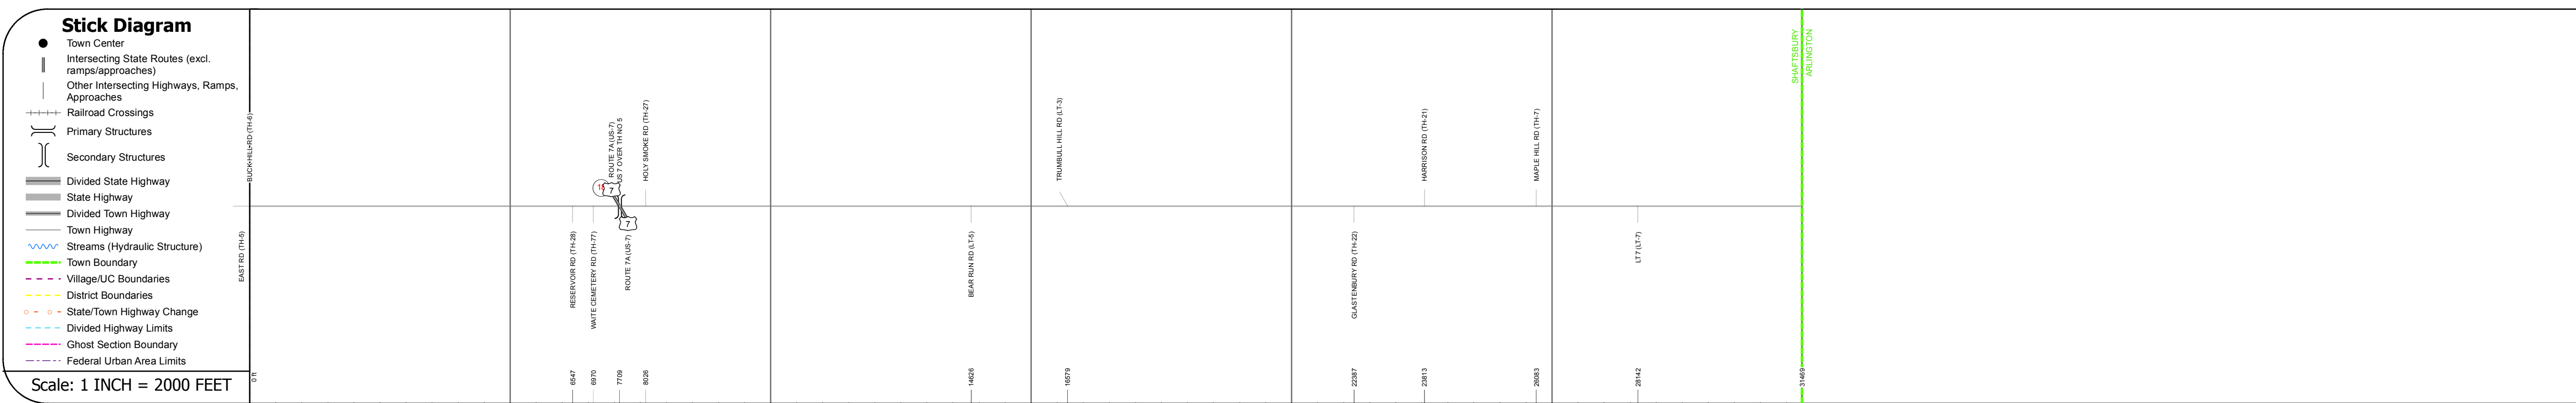 Stick Diagram
Town Center
Intersecting State Routes (excl.
ramps/approaches)
Other Intersecting Highways, Ramps,
Approaches
Railroad Crossings
Primary Structures
Secondary Structures
Divided State Highway
State Highway
Divided Town Highway
Town Highway
Streams (Hydraulic Structure)
Town Boundary
Village/UC Boundaries
District Boundaries
State/Town Highway Change
Divided Highway Limits
Ghost Section Boundary
Federal Urban Area Limits
Scale: 1 INCH = 2000 FEET
BUCK HILL RD (TH-6)
EAST RD (TH-5)
RESERVOIR RD (TH-28)
WAITE CEMETERY RD (TH-77)
ROUTE 7A (US-7)
US 7 OVER TH NO 5
7
7
ROUTE 7A (US-7)
HOLY SMOKE RD (TH-27)
BEAR RUN RD (LT-5)
TRUMBULL HILL RD (LT-3)
GLASTENBURY RD (TH-22)
HARRISON RD (TH-21)
MAPLE HILL RD (TH-7)
LT 7 (LT-7)
SHAFTSBURY
ARLINGTON
0 ft
6547
6970
7709
8026
14626
16579
22387
23813
26083
28142
31469